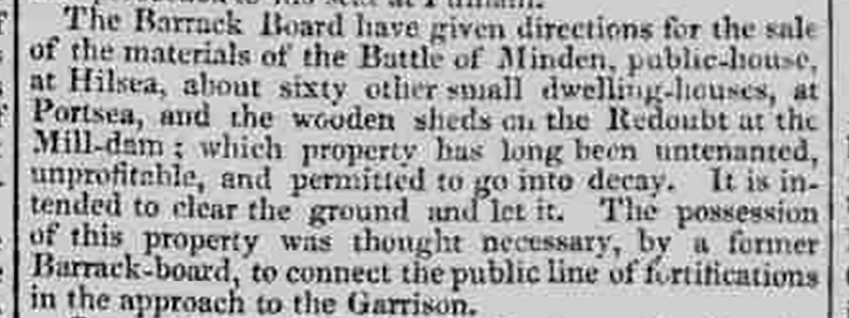 The Barrack Board have given directions for the sale
of the materials of the Battle of Minden, public-house,
at Hilsea, about sixty other small dwelling-houses, at
Portsea, and the wooden sheds on the Redoubt at the
Mill-dam ; which property has long been untenanted,
unprofitable, and permitted to go into decay. It is in-
tended to clear the ground and let it. The possession
of this property was thought necessary, by a former
Barrack-board, to connect the public line of fortifications
in the approach to the Garrison.